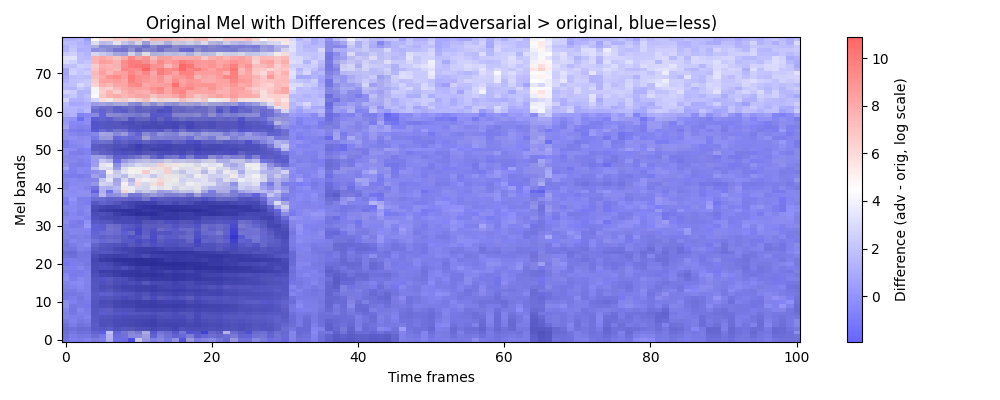 Original Mel with Differences (red=adversarial > original, blue=less)
Mel bands
70
60
50
40
30
20
10
0
0 20 40 60 80 100
Time frames
10
8
6
4
2
0
Difference (adv - orig, log scale)